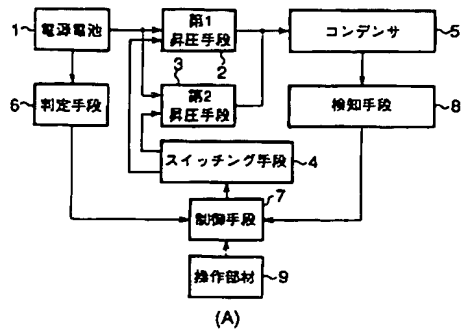 1
電源電池
第1
昇圧手段
2
コンデンサ
5
3
第2
昇圧手段
6
判定手段
検知手段
8
スイッチング手段
4
7
制御手段
操作部材
9
(A)